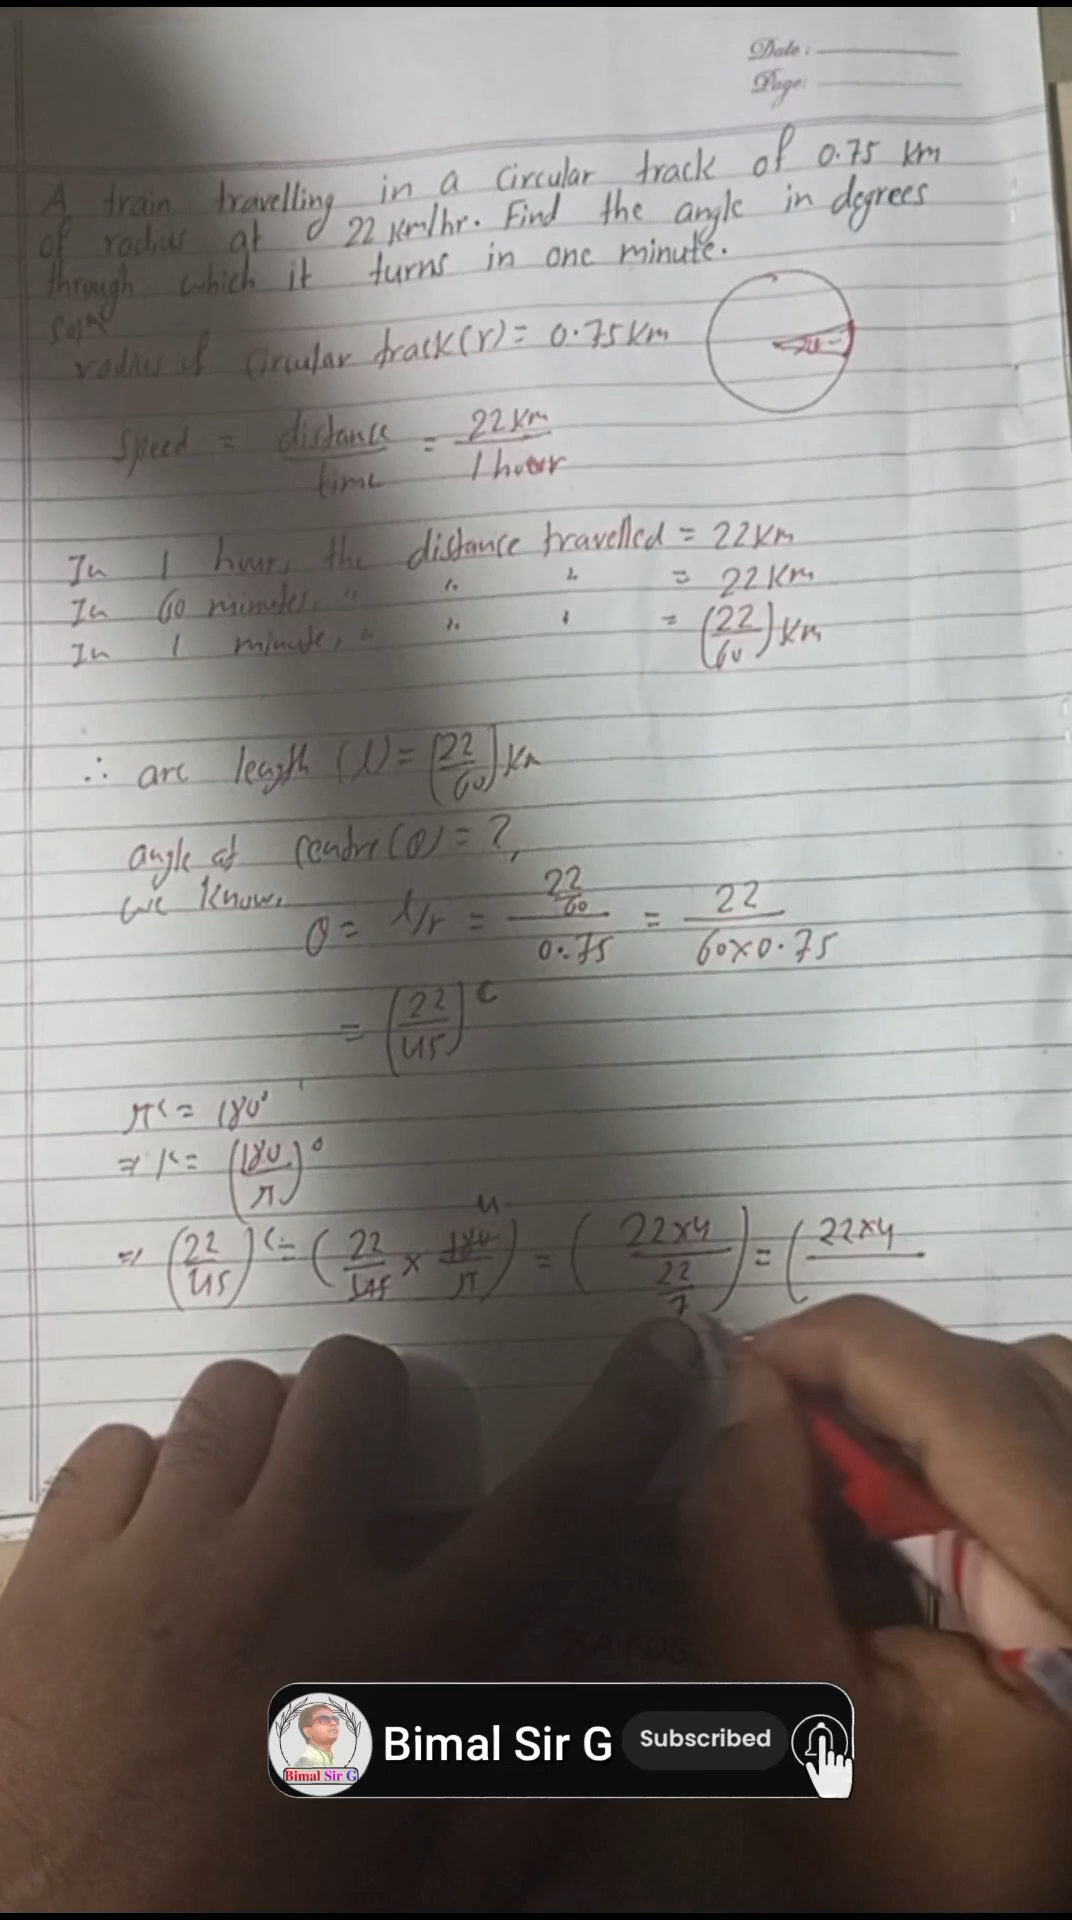 Date:
Page:
A train travelling in a circular track of 0.75 km
of radius at 22 km/hr. Find the angle in degrees
through which it turns in one minute.
Solⁿ
radius of circular track(r) = 0.75 km
Speed = distance/time = 22 km/1 hour
In 1 hour, the distance travelled = 22 km
In 60 minutes, " " " = 22 km
In 1 minute, " " " = (22/60) km
∴ arc length (l) = (22/60) km
angle at centre (θ) = ?,
we know,
θ = l/r = 22/60/0.75 = 22/60×0.75
= (22/45)ᶜ
πᶜ = 180°
⇒ 1ᶜ = (180/π)°
⇒ (22/45)ᶜ = (22/45 × 180/π) = (22×4/22/7) = (22×4
4
Bimal Sir G
Bimal Sir G Subscribed